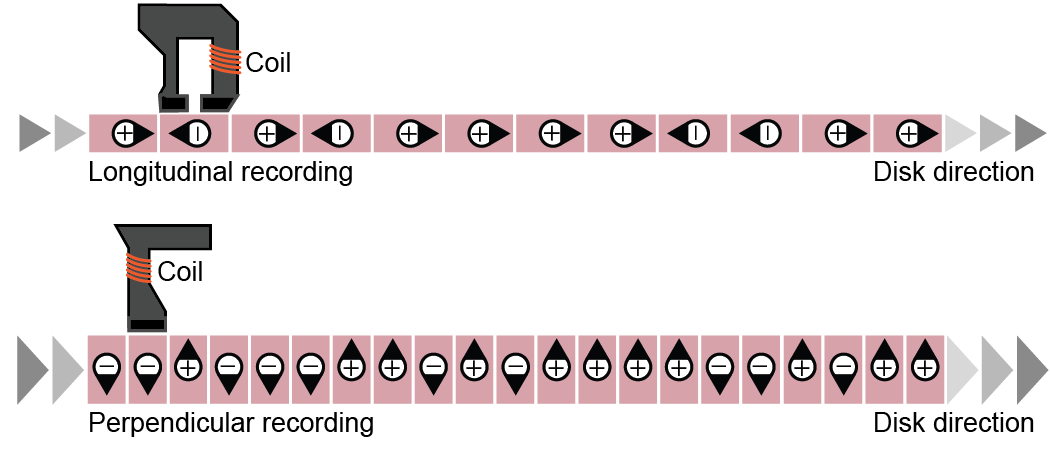 Coil
Longitudinal recording
Disk direction
Coil
Perpendicular recording
Disk direction